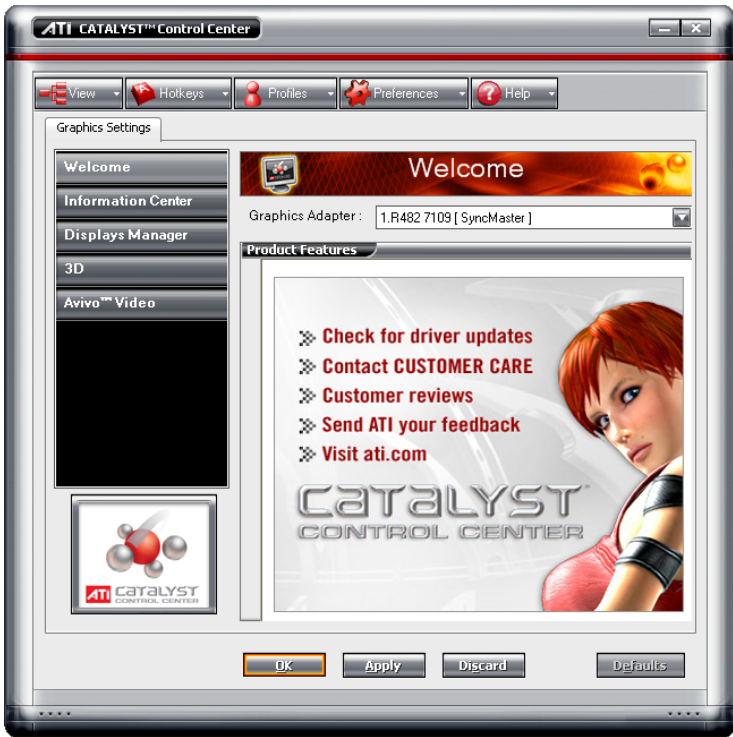 ATI CATALYST™ Control Center
View
Hotkeys
Profiles
Preferences
Help
Graphics Settings
Welcome
Information Center
Displays Manager
3D
Avivo™ Video
Welcome
Graphics Adapter :
1.R482 7109 [ SyncMaster ]
Product Features
Check for driver updates
Contact CUSTOMER CARE
Customer reviews
Send ATI your feedback
Visit ati.com
CATALYST™
CONTROL CENTER
ATI CATALYST
CONTROL CENTER
OK
Apply
Discard
Defaults